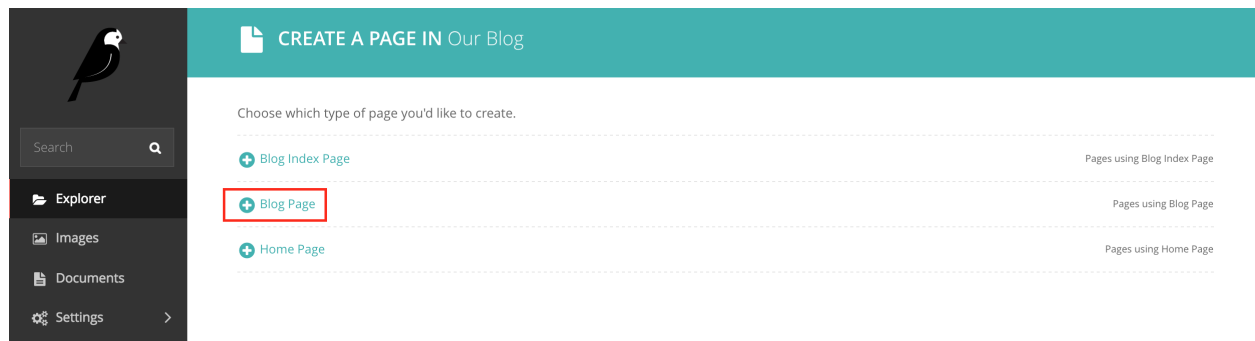 CREATE A PAGE IN Our Blog
Search
Explorer
Images
Documents
Settings
Choose which type of page you'd like to create.
Blog Index Page Pages using Blog Index Page
Blog Page Pages using Blog Page
Home Page Pages using Home Page